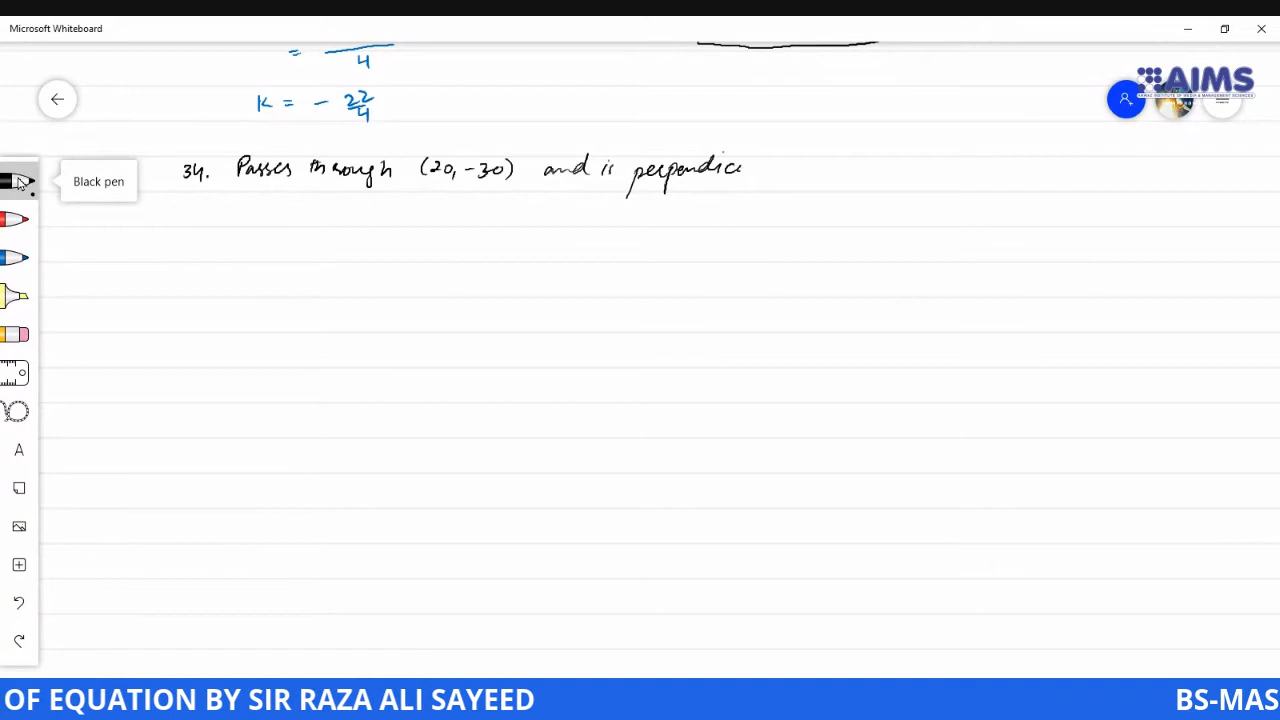 Microsoft Whiteboard
AIMS
=
4
K = - 22/4
34. Passes through (20, -30) and is perpendic
Black pen
A
OF EQUATION BY SIR RAZA ALI SAYEED
BS-MAS